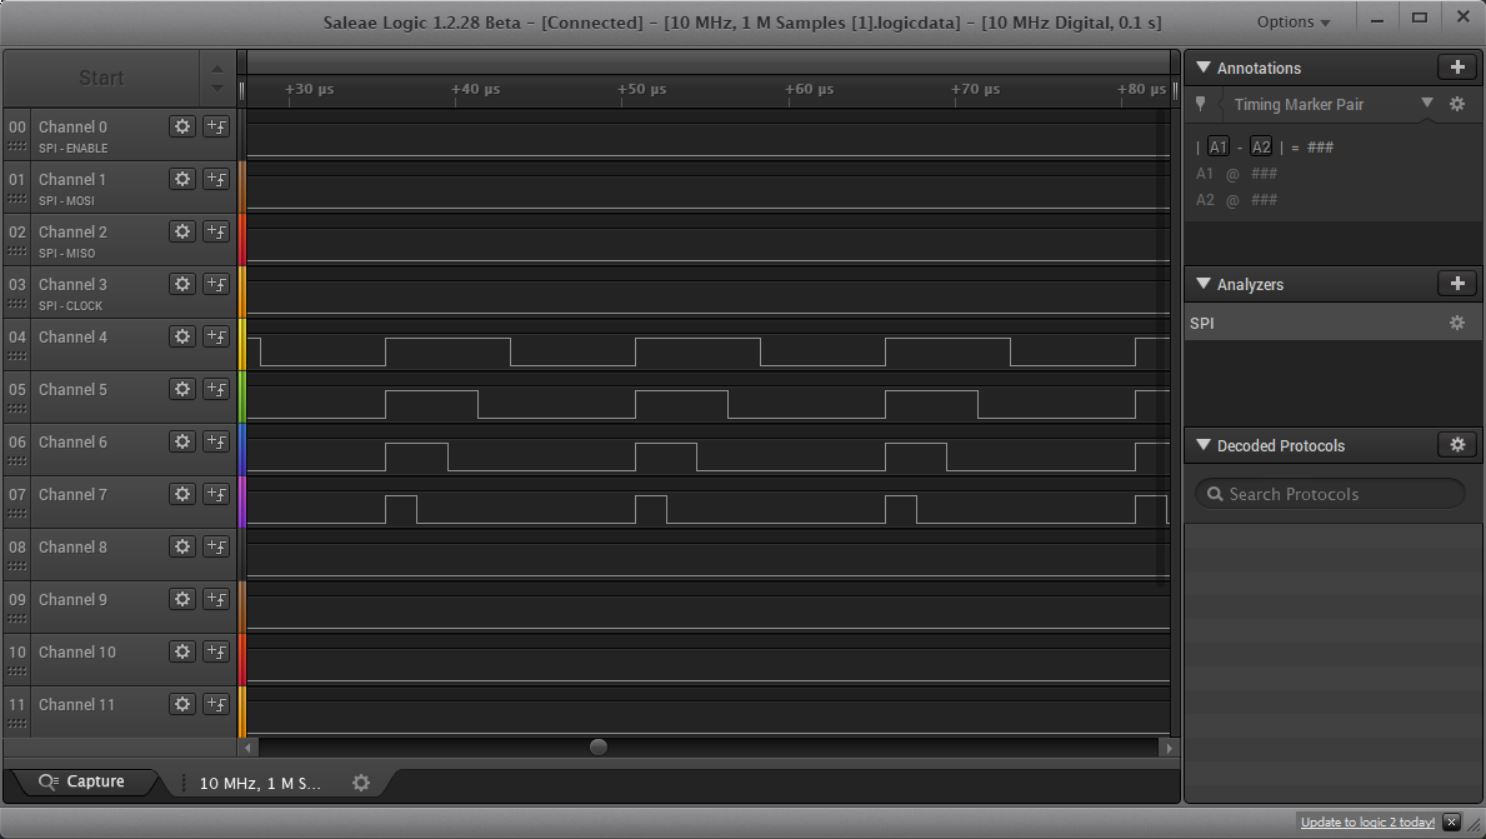 Saleae Logic 1.2.28 Beta - [Connected] - [10 MHz, 1 M Samples [1].logicdata] - [10 MHz Digital, 0.1 s]
Options
Start
+30 µs +40 µs +50 µs +60 µs +70 µs +80 µs
00 Channel 0
SPI - ENABLE
01 Channel 1
SPI - MOSI
02 Channel 2
SPI - MISO
03 Channel 3
SPI - CLOCK
04 Channel 4
05 Channel 5
06 Channel 6
07 Channel 7
08 Channel 8
09 Channel 9
10 Channel 10
11 Channel 11
Capture
10 MHz, 1 M S...
Annotations
Timing Marker Pair
| A1 - A2 | = ###
A1 @ ###
A2 @ ###
Analyzers
SPI
Decoded Protocols
Search Protocols
Update to logic 2 today!